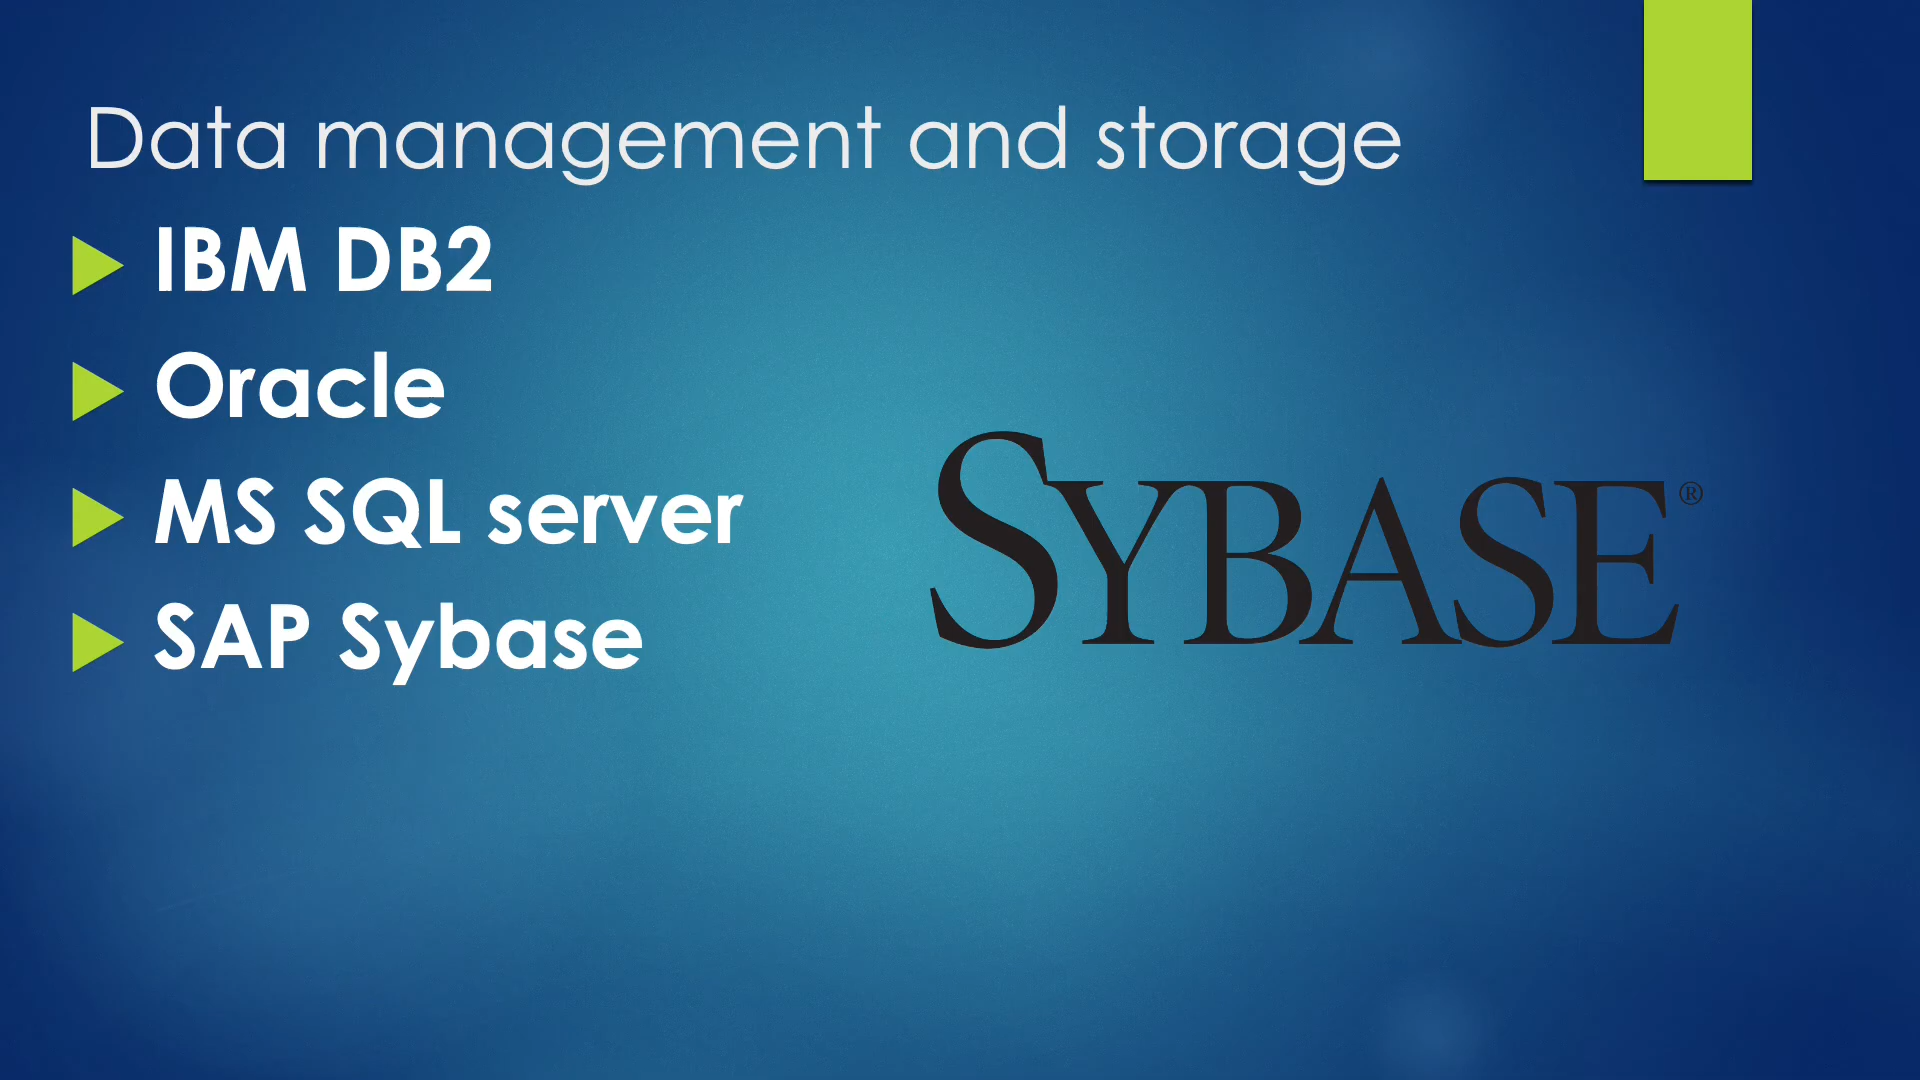 Data management and storage
IBM DB2
Oracle
MS SQL server
SAP Sybase
SYBASE®